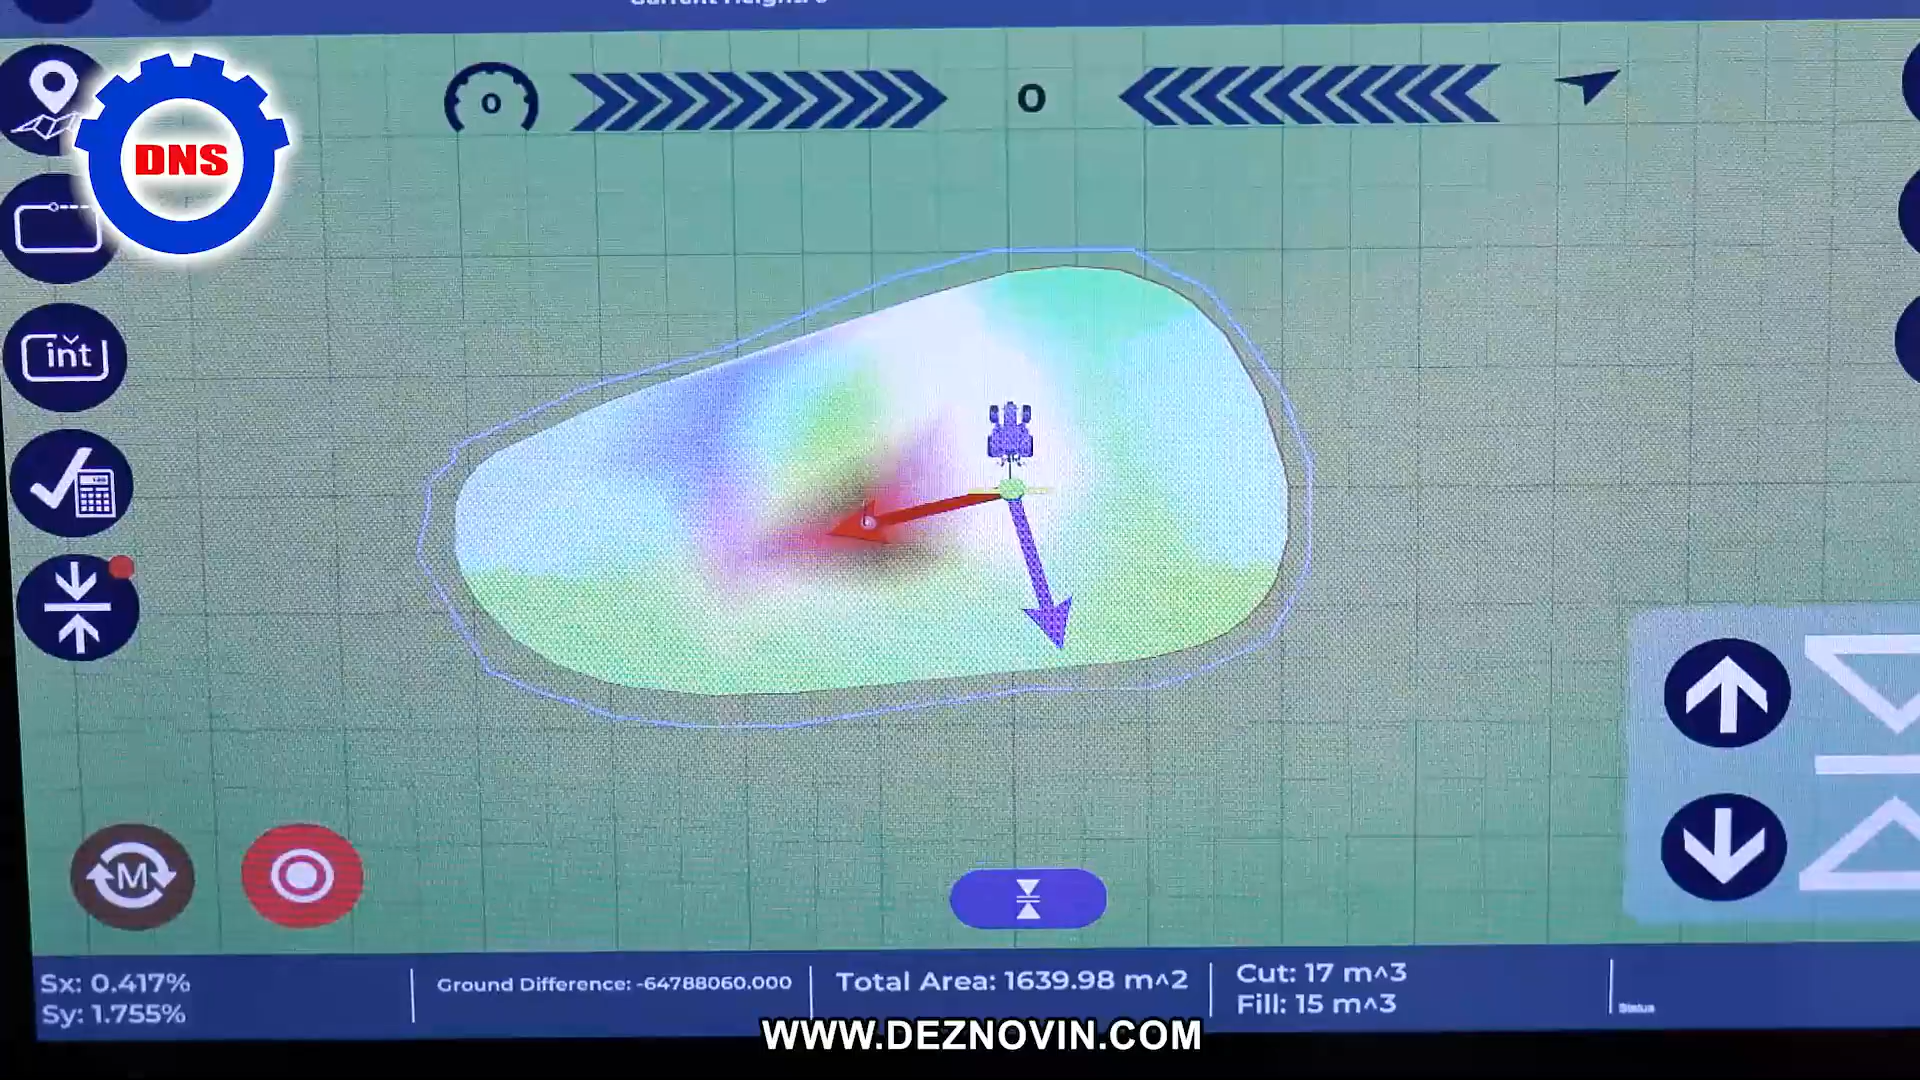 DNS
0
0
int
M
Sx: 0.417%
Sy: 1.755%
Ground Difference: -64788060.000
Total Area: 1639.98 m^2
Cut: 17 m^3
Fill: 15 m^3
Status
WWW.DEZNOVIN.COM